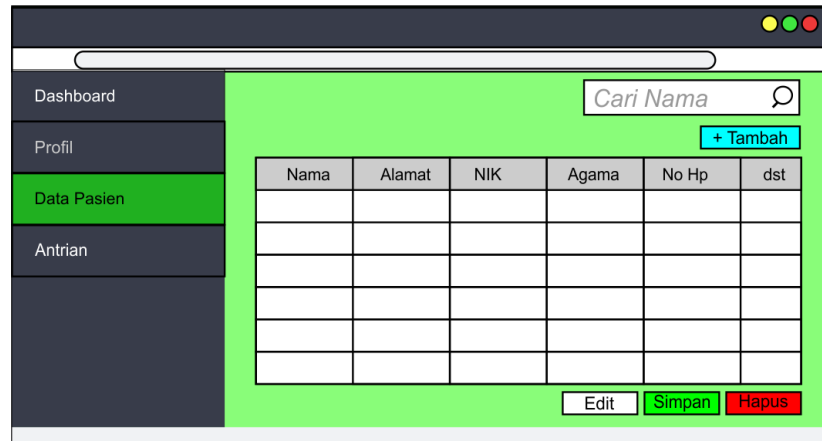 Cari Nama
+ Tambah
Dashboard
Profil
Data Pasien
Antrian
Nama Alamat NIK Agama No Hp dst
Edit Simpan Hapus